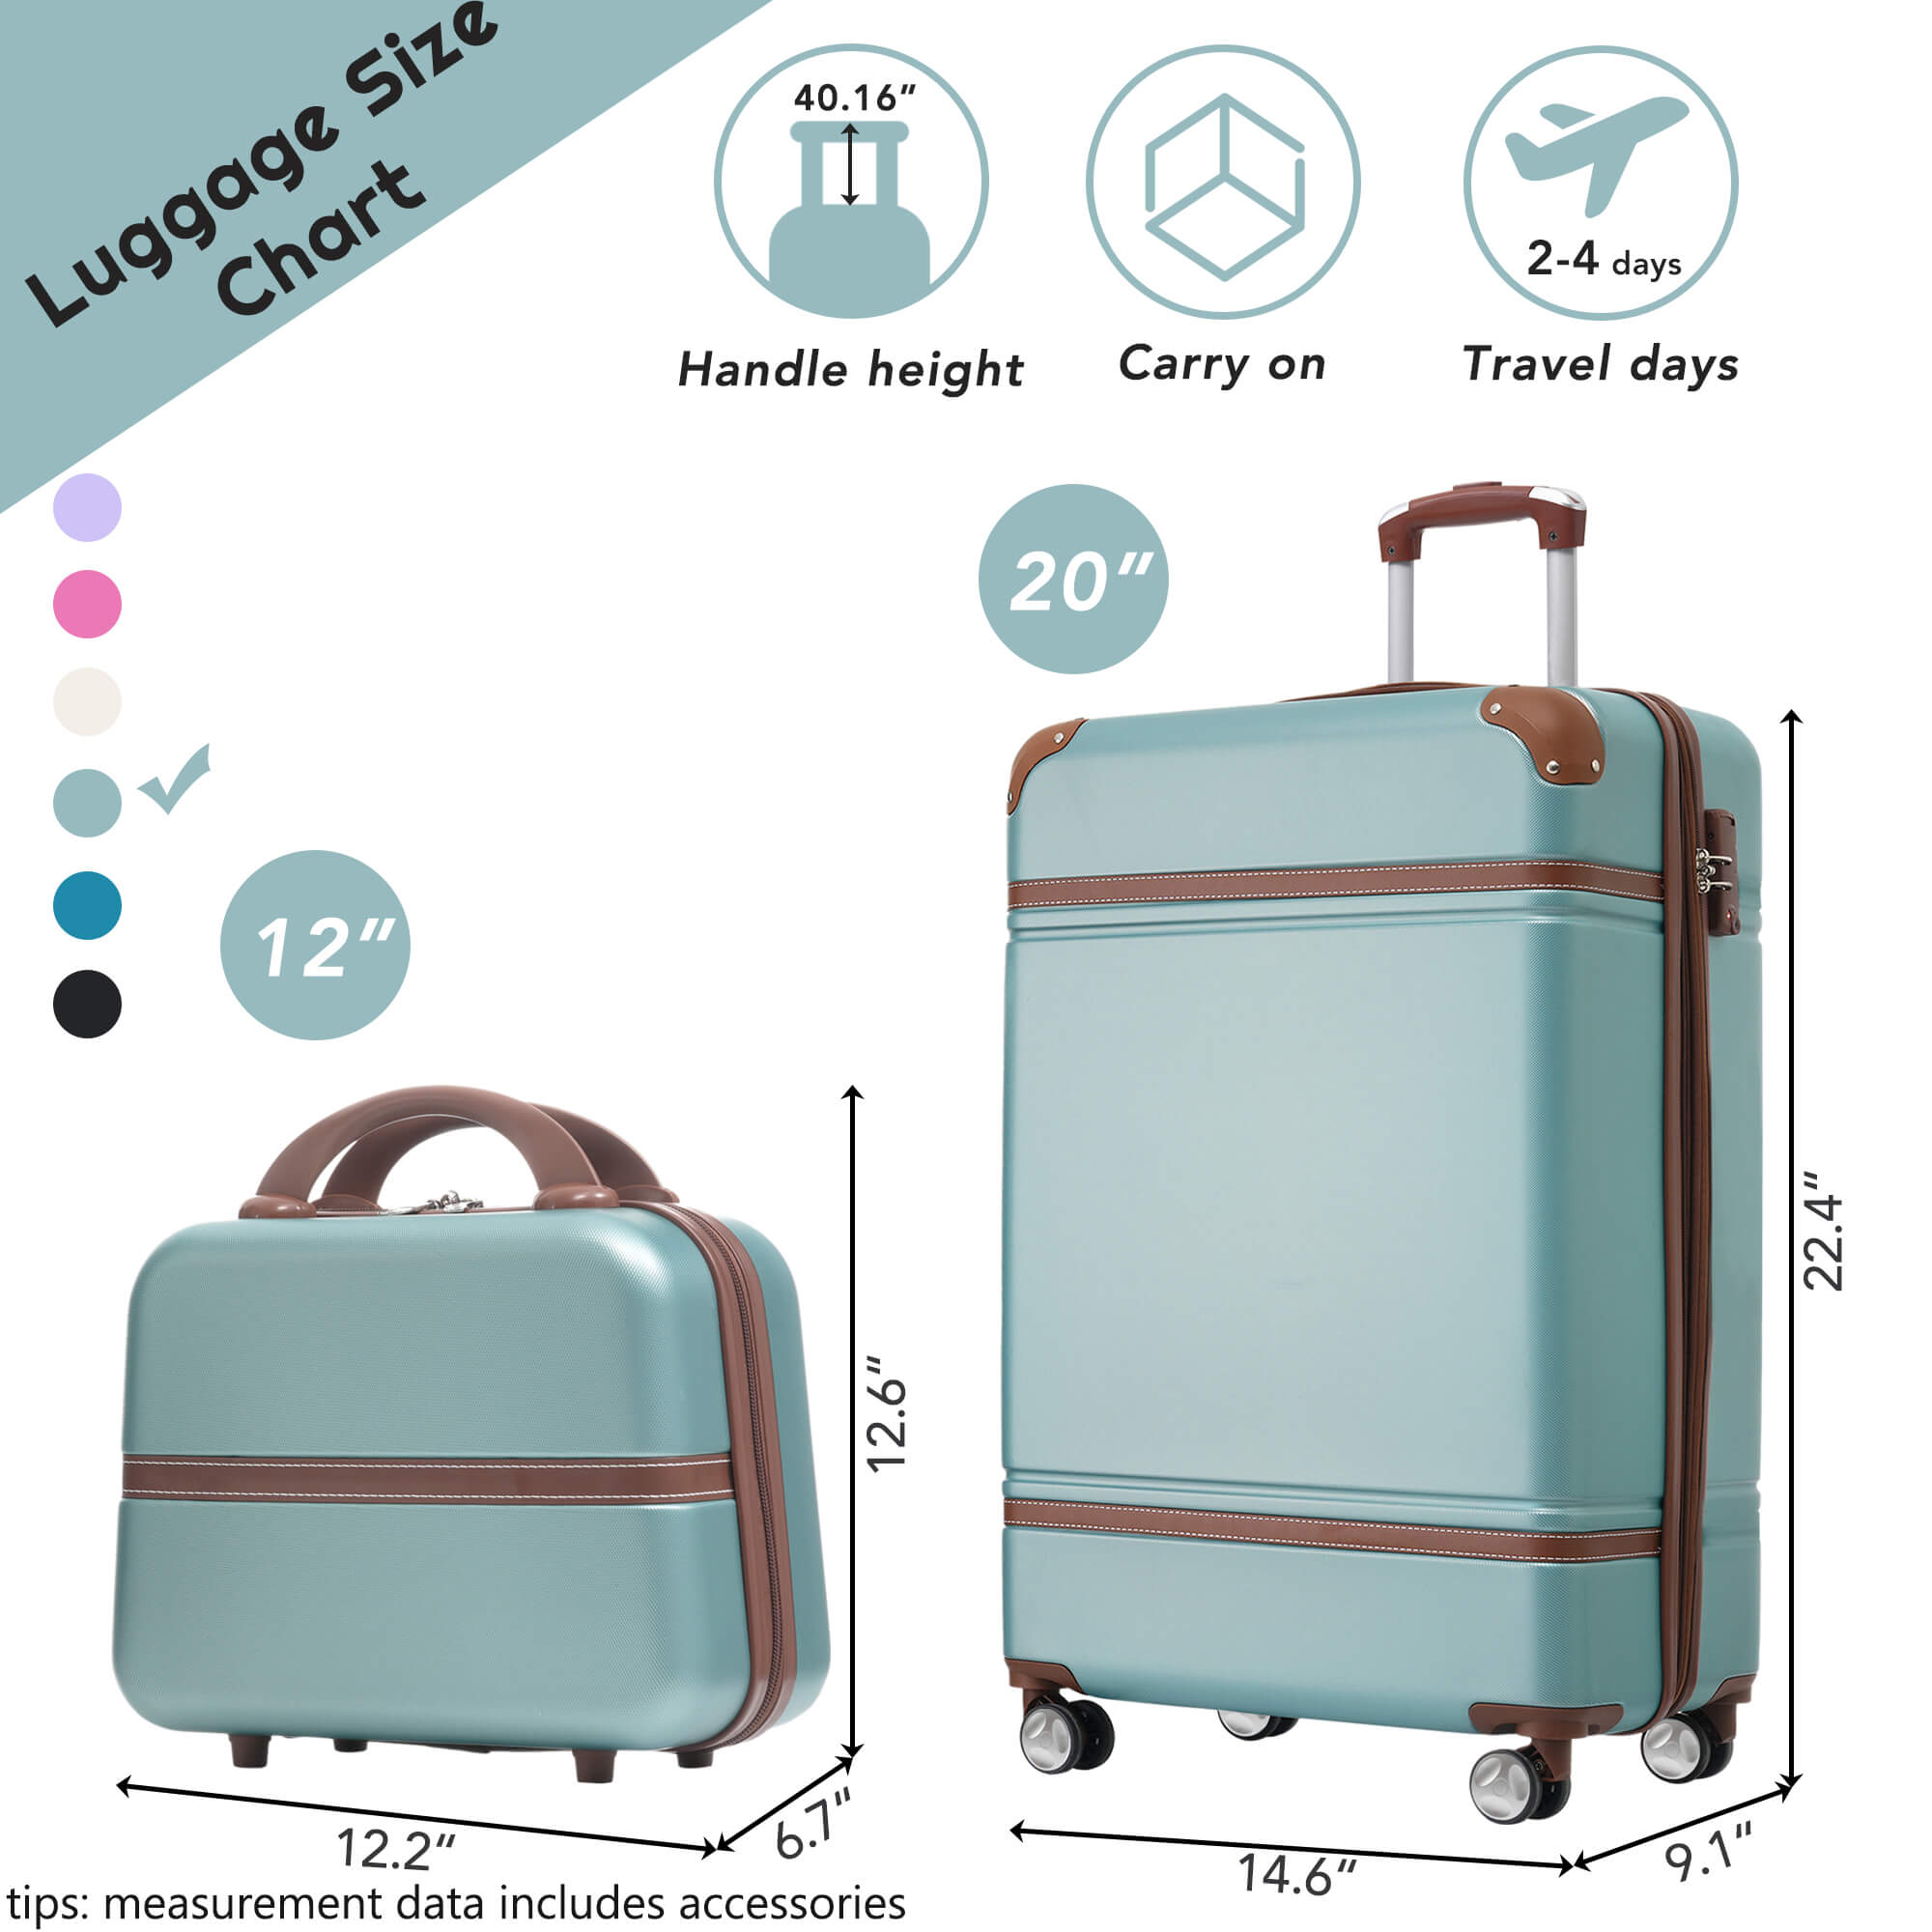 Luggage Size
Chart
40.16"
Handle height
Carry on
2-4 days
Travel days
20"
12"
22.4"
12.6"
12.2"
6.7"
14.6"
9.1"
tips: measurement data includes accessories